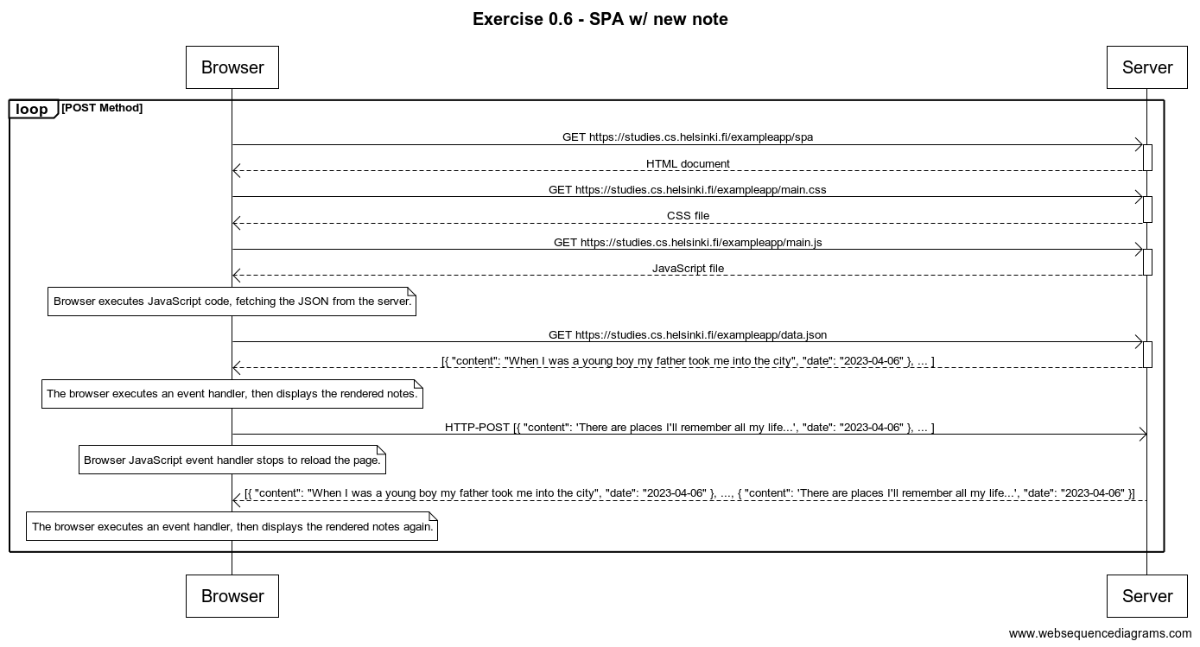 Exercise 0.6 - SPA w/ new note
Browser
Server
loop
[POST Method]
GET https://studies.cs.helsinki.fi/exampleapp/spa
HTML document
GET https://studies.cs.helsinki.fi/exampleapp/main.css
CSS file
GET https://studies.cs.helsinki.fi/exampleapp/main.js
JavaScript file
Browser executes JavaScript code, fetching the JSON from the server.
GET https://studies.cs.helsinki.fi/exampleapp/data.json
[{ "content": "When I was a young boy my father took me into the city", "date": "2023-04-06" }, ... ]
The browser executes an event handler, then displays the rendered notes.
HTTP-POST [{ "content": 'There are places I'll remember all my life...', "date": "2023-04-06" }, ... ]
Browser JavaScript event handler stops to reload the page.
[{ "content": "When I was a young boy my father took me into the city", "date": "2023-04-06" }, ..., { "content": 'There are places I'll remember all my life...', "date": "2023-04-06" }]
The browser executes an event handler, then displays the rendered notes again.
Browser
Server
www.websequencediagrams.com